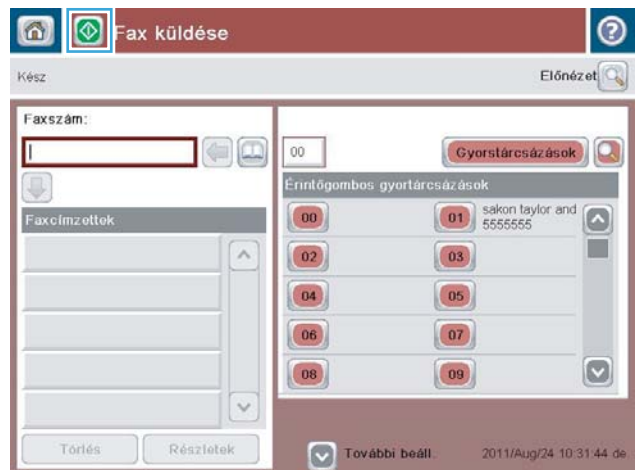 Fax küldése
Kész
Előnézet
Faxszám:
00
Gyorstárcsázások
Érintőgombos gyortárcsázások
Faxcímzettek
00
01 sakon taylor and
5555555
02
03
04
05
06
07
08
09
Törlés
Részletek
További beáll.
2011/Aug/24 10:31:44 de.